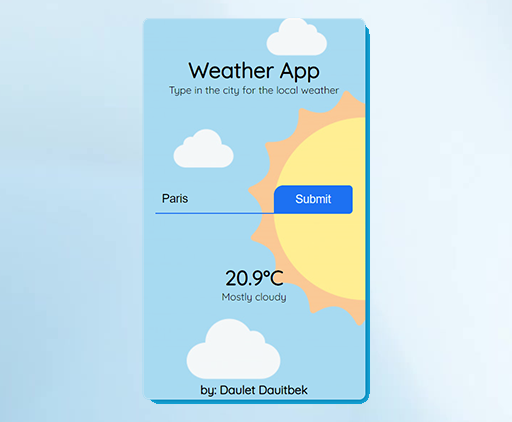 Weather App
Type in the city for the local weather
Paris
Submit
20.9°C
Mostly cloudy
by: Daulet Dauitbek